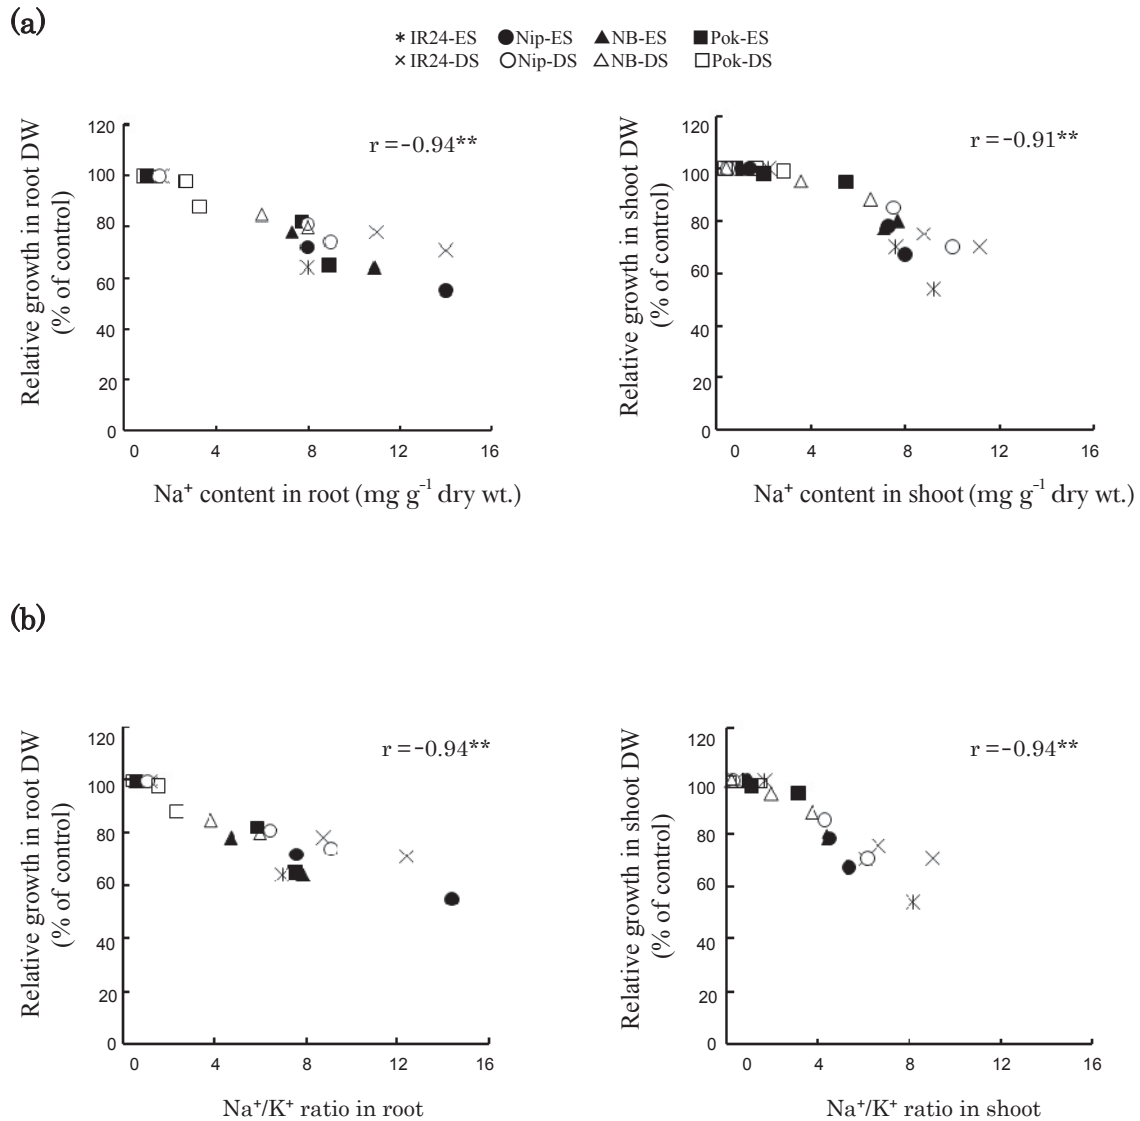 (a)
IR24-ES Nip-ES NB-ES Pok-ES
IR24-DS Nip-DS NB-DS Pok-DS
Relative growth in root DW
(% of control)
120
100
80
60
40
20
0
r = -0.94**
0 4 8 12 16
Na⁺ content in root (mg g⁻¹ dry wt.)
Relative growth in shoot DW
(% of control)
120
100
80
60
40
20
0
r = -0.91**
0 4 8 12 16
Na⁺ content in shoot (mg g⁻¹ dry wt.)
(b)
Relative growth in root DW
(% of control)
120
100
80
60
40
20
0
r = -0.94**
0 4 8 12 16
Na⁺/K⁺ ratio in root
Relative growth in shoot DW
(% of control)
120
100
80
60
40
20
0
r = -0.94**
0 4 8 12 16
Na⁺/K⁺ ratio in shoot